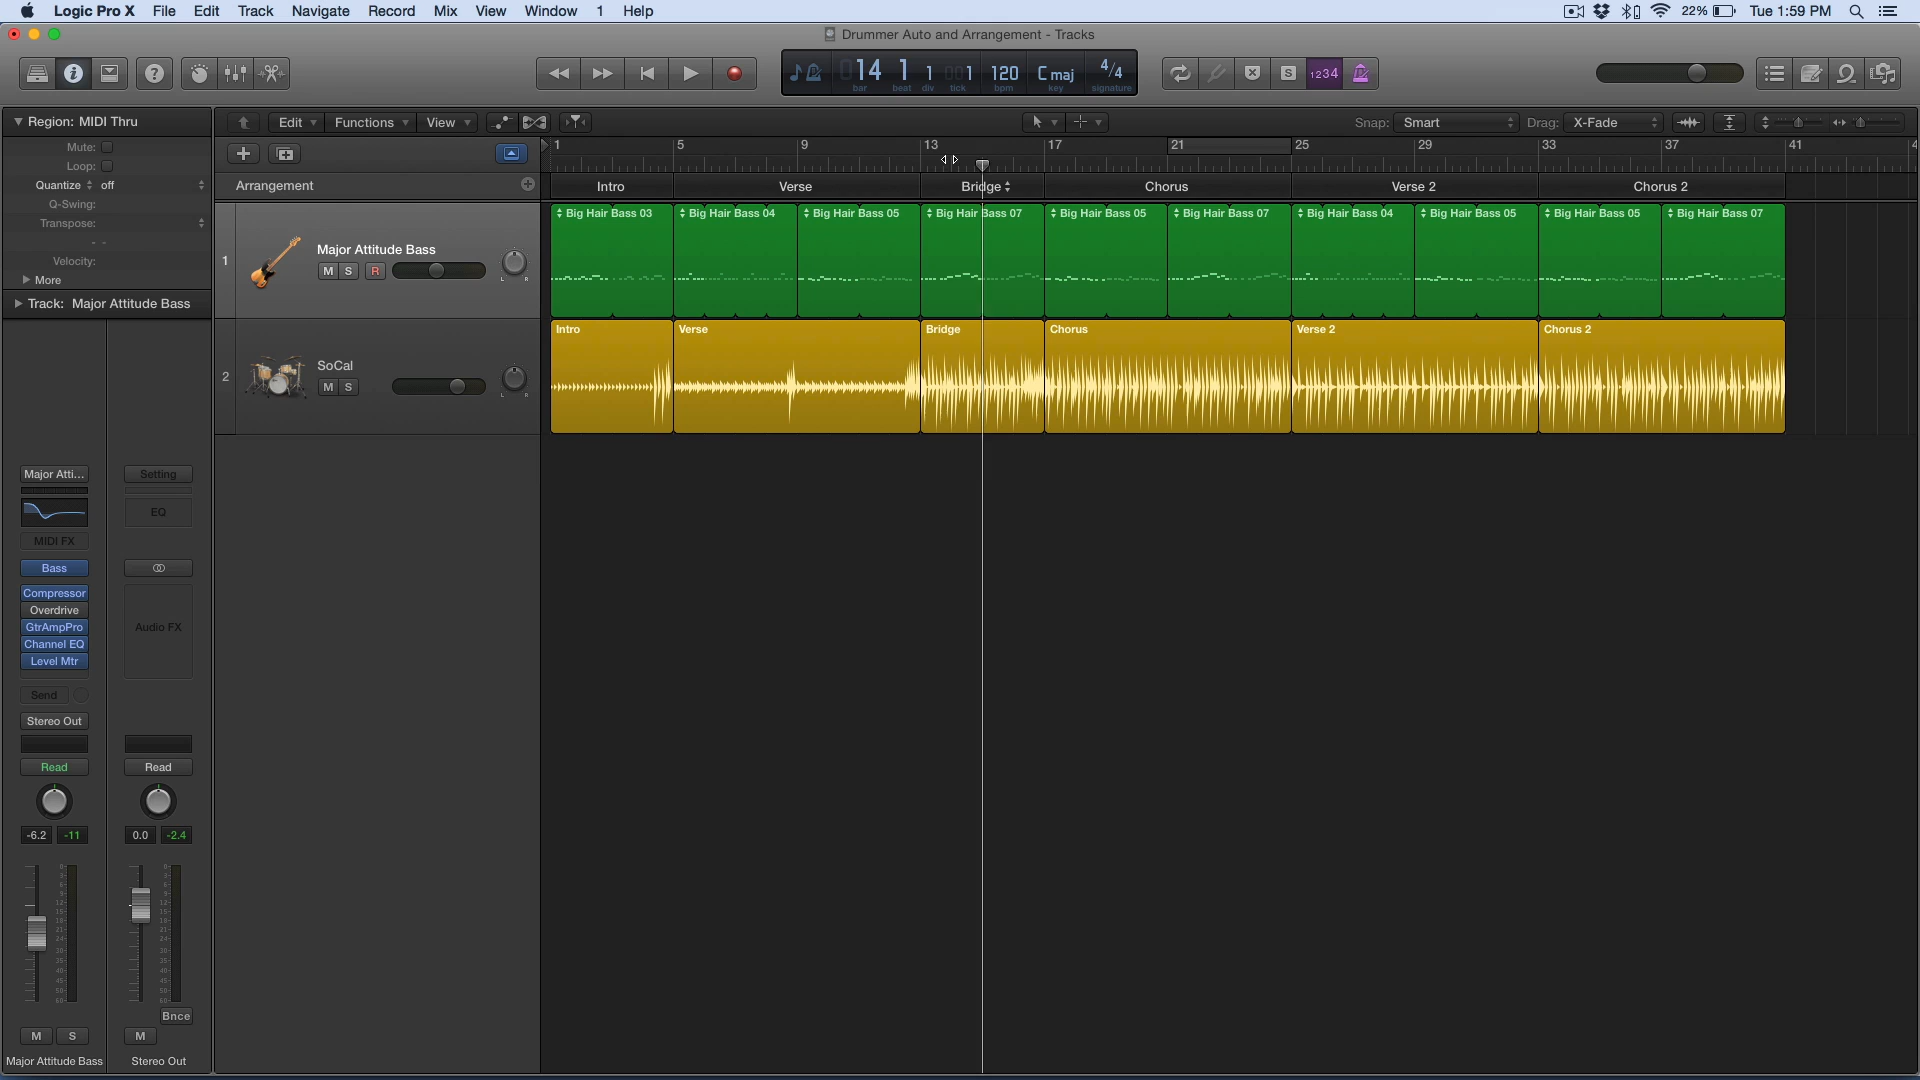 Logic Pro X File Edit Track Navigate Record Mix View Window 1 Help 22% Tue 1:59 PM
Drummer Auto and Arrangement - Tracks
014 1 1 001 120 C maj 4/4 1234
bar beat div tick bpm key signature
Region: MIDI Thru
Edit Functions View Snap: Smart Drag: X-Fade
Mute:
Loop:
Quantize off
Q-Swing:
Transpose:
- -
Velocity:
More
Track: Major Attitude Bass
1 5 9 13 17 21 25 29 33 37 41
Arrangement Intro Verse Bridge Chorus Verse 2 Chorus 2
Big Hair Bass 03 Big Hair Bass 04 Big Hair Bass 05 Big Hair Bass 07 Big Hair Bass 05 Big Hair Bass 07 Big Hair Bass 04 Big Hair Bass 05 Big Hair Bass 05 Big Hair Bass 07
1 Major Attitude Bass
M S R L R
Intro Verse Bridge Chorus Verse 2 Chorus 2
2 SoCal
M S L R
Major Atti... Setting
EQ
MIDI FX
Bass
Compressor
Overdrive
GtrAmpPro Audio FX
Channel EQ
Level Mtr
Send
Stereo Out
Read Read
-6.2 -11 0.0 -2.4
Bnce
M S M
Major Attitude Bass Stereo Out